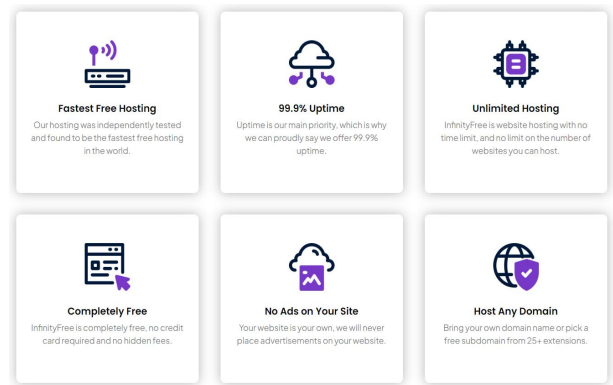 Fastest Free Hosting
Our hosting was independently tested
and found to be the fastest free hosting
in the world.
99.9% Uptime
Uptime is our main priority, which is why
we can proudly say we offer 99.9%
uptime.
Unlimited Hosting
InfinityFree is website hosting with no
time limit, and no limit on the number of
websites you can host.
Completely Free
InfinityFree is completely free, no credit
card required and no hidden fees.
No Ads on Your Site
Your website is your own, we will never
place advertisements on your website.
Host Any Domain
Bring your own domain name or pick a
free subdomain from 25+ extensions.